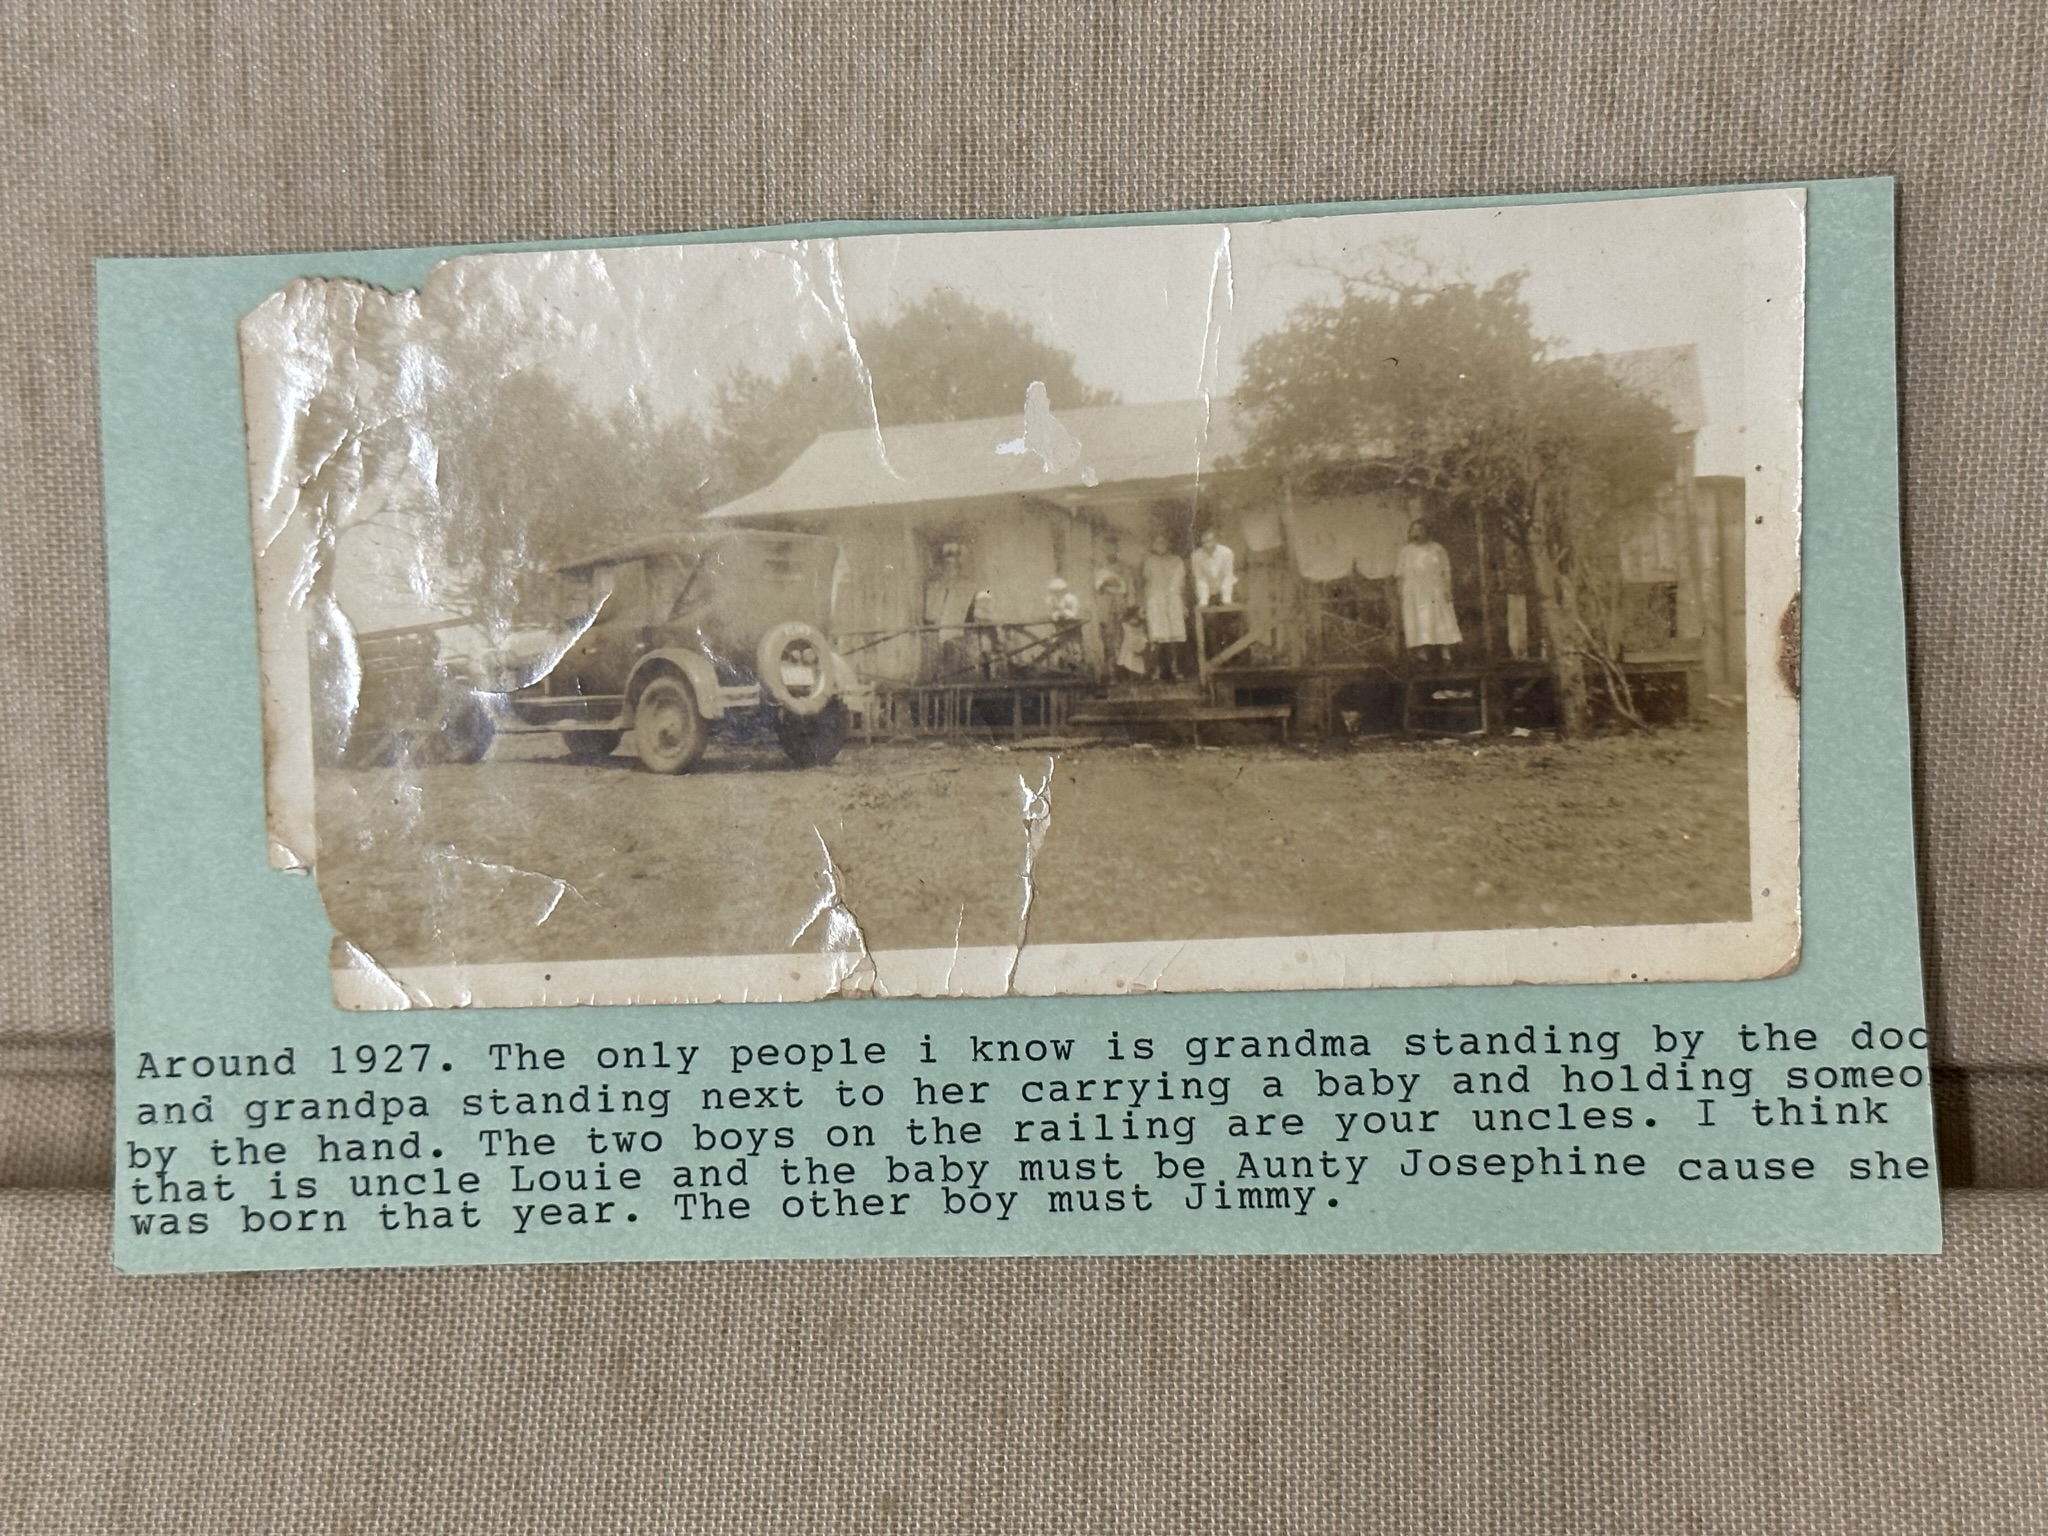 Around 1927. The only people i know is grandma standing by the doo
and grandpa standing next to her carrying a baby and holding someo
by the hand. The two boys on the railing are your uncles. I think
that is uncle Louie and the baby must be Aunty Josephine cause she
was born that year. The other boy must Jimmy.